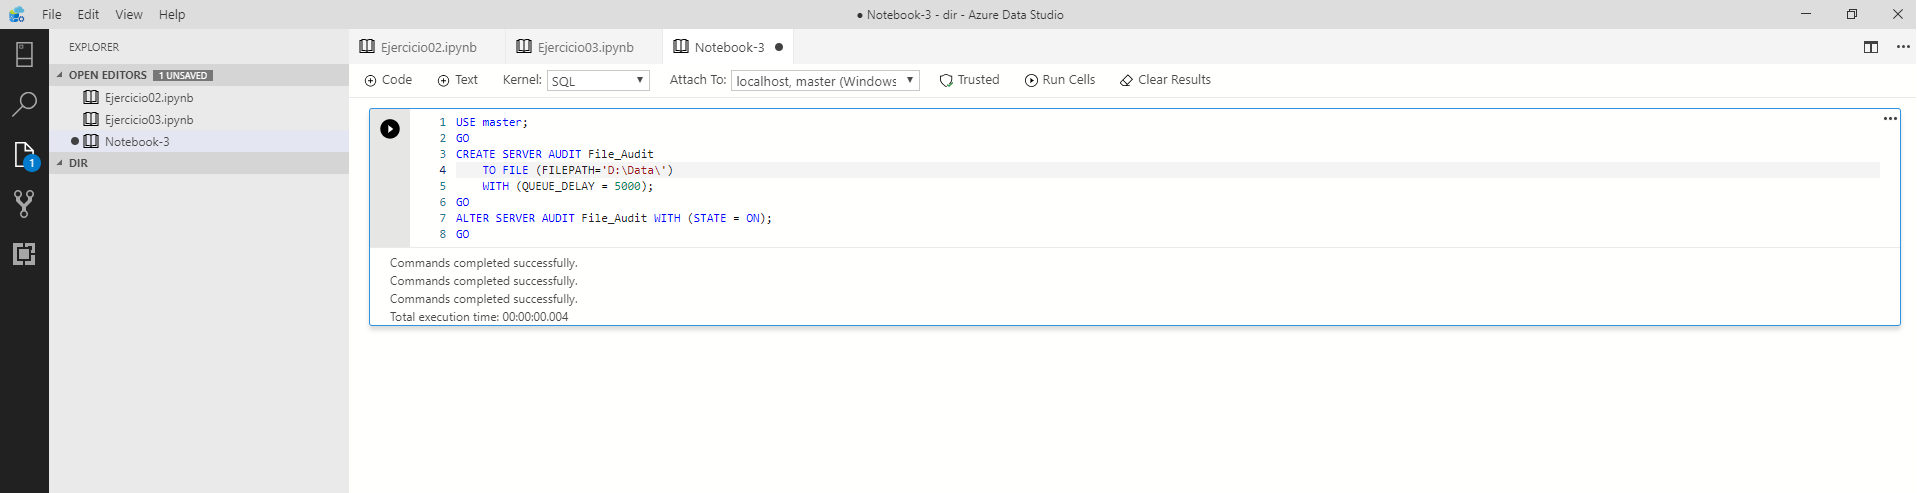 File Edit View Help
● Notebook-3 - dir - Azure Data Studio
EXPLORER
OPEN EDITORS 1 UNSAVED
Ejercicio02.ipynb
Ejercicio03.ipynb
Notebook-3
DIR
1
Ejercicio02.ipynb Ejercicio03.ipynb Notebook-3
Code Text Kernel: SQL Attach To: localhost, master (Windows Trusted Run Cells Clear Results
1 USE master;
2 GO
3 CREATE SERVER AUDIT File_Audit
4 TO FILE (FILEPATH='D:\Data\')
5 WITH (QUEUE_DELAY = 5000);
6 GO
7 ALTER SERVER AUDIT File_Audit WITH (STATE = ON);
8 GO
Commands completed successfully.
Commands completed successfully.
Commands completed successfully.
Total execution time: 00:00:00.004